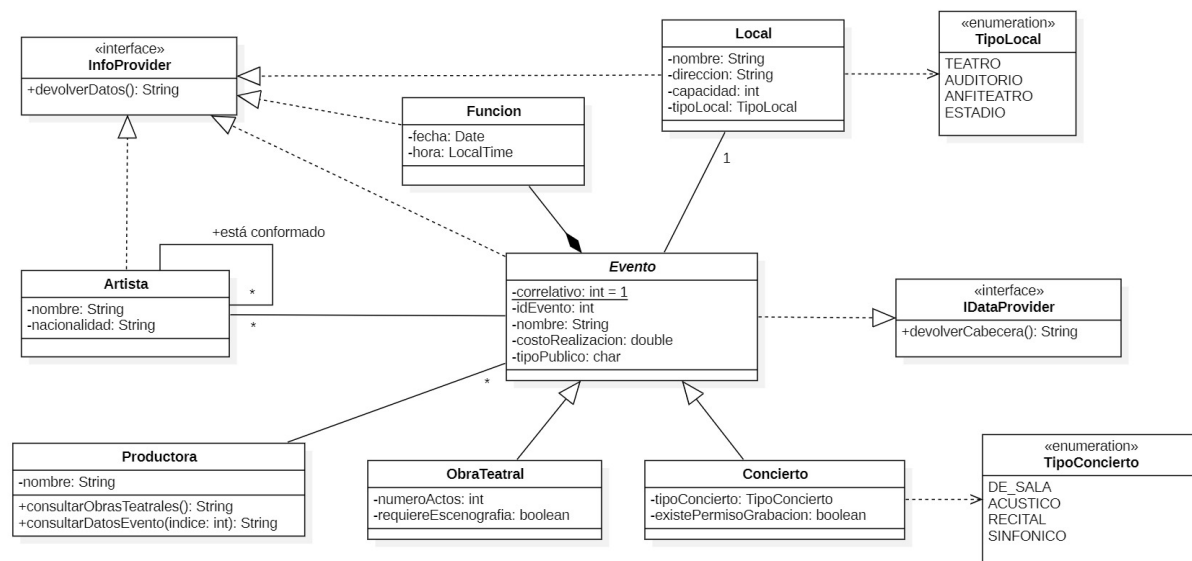 «interface»
InfoProvider
+devolverDatos(): String
Funcion
-fecha: Date
-hora: LocalTime
Local
-nombre: String
-direccion: String
-capacidad: int
-tipoLocal: TipoLocal
«enumeration»
TipoLocal
TEATRO
AUDITORIO
ANFITEATRO
ESTADIO
1
+está conformado
*
Artista
-nombre: String
-nacionalidad: String
*
Evento
-correlativo: int = 1
-idEvento: int
-nombre: String
-costoRealizacion: double
-tipoPublico: char
«interface»
IDataProvider
+devolverCabecera(): String
*
Productora
-nombre: String
+consultarObrasTeatrales(): String
+consultarDatosEvento(indice: int): String
ObraTeatral
-numeroActos: int
-requiereEscenografia: boolean
Concierto
-tipoConcierto: TipoConcierto
-existePermisoGrabacion: boolean
«enumeration»
TipoConcierto
DE_SALA
ACUSTICO
RECITAL
SINFONICO